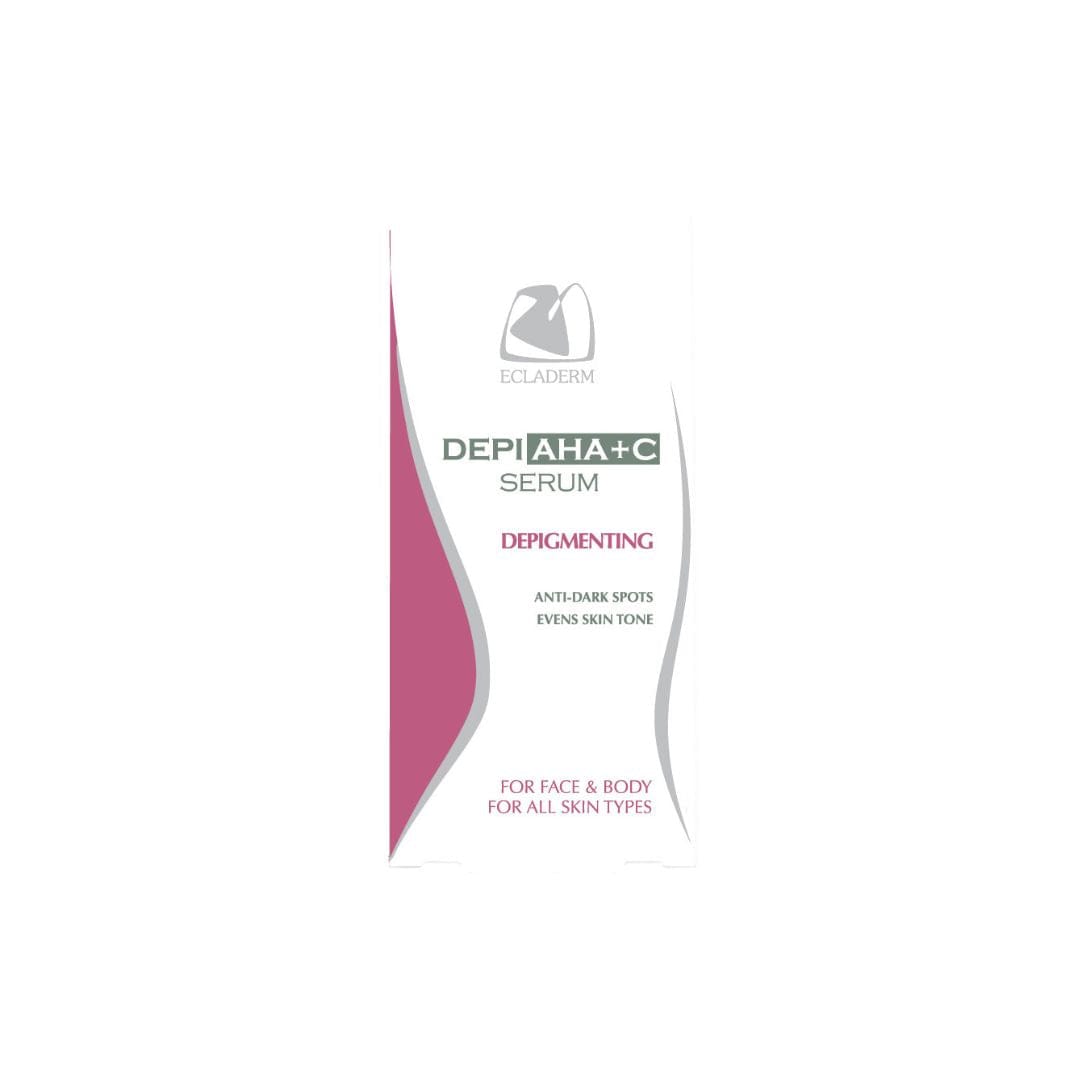 ECLADERM
DEPI AHA+C
SERUM
DEPIGMENTING
ANTI-DARK SPOTS
EVENS SKIN TONE
FOR FACE & BODY
FOR ALL SKIN TYPES